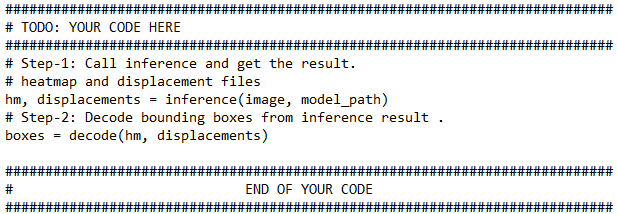 ############################################################################
# TODO: YOUR CODE HERE
############################################################################
# Step-1: Call inference and get the result.
# heatmap and displacement files
hm, displacements = inference(image, model_path)
# Step-2: Decode bounding boxes from inference result .
boxes = decode(hm, displacements)
############################################################################
# END OF YOUR CODE
############################################################################